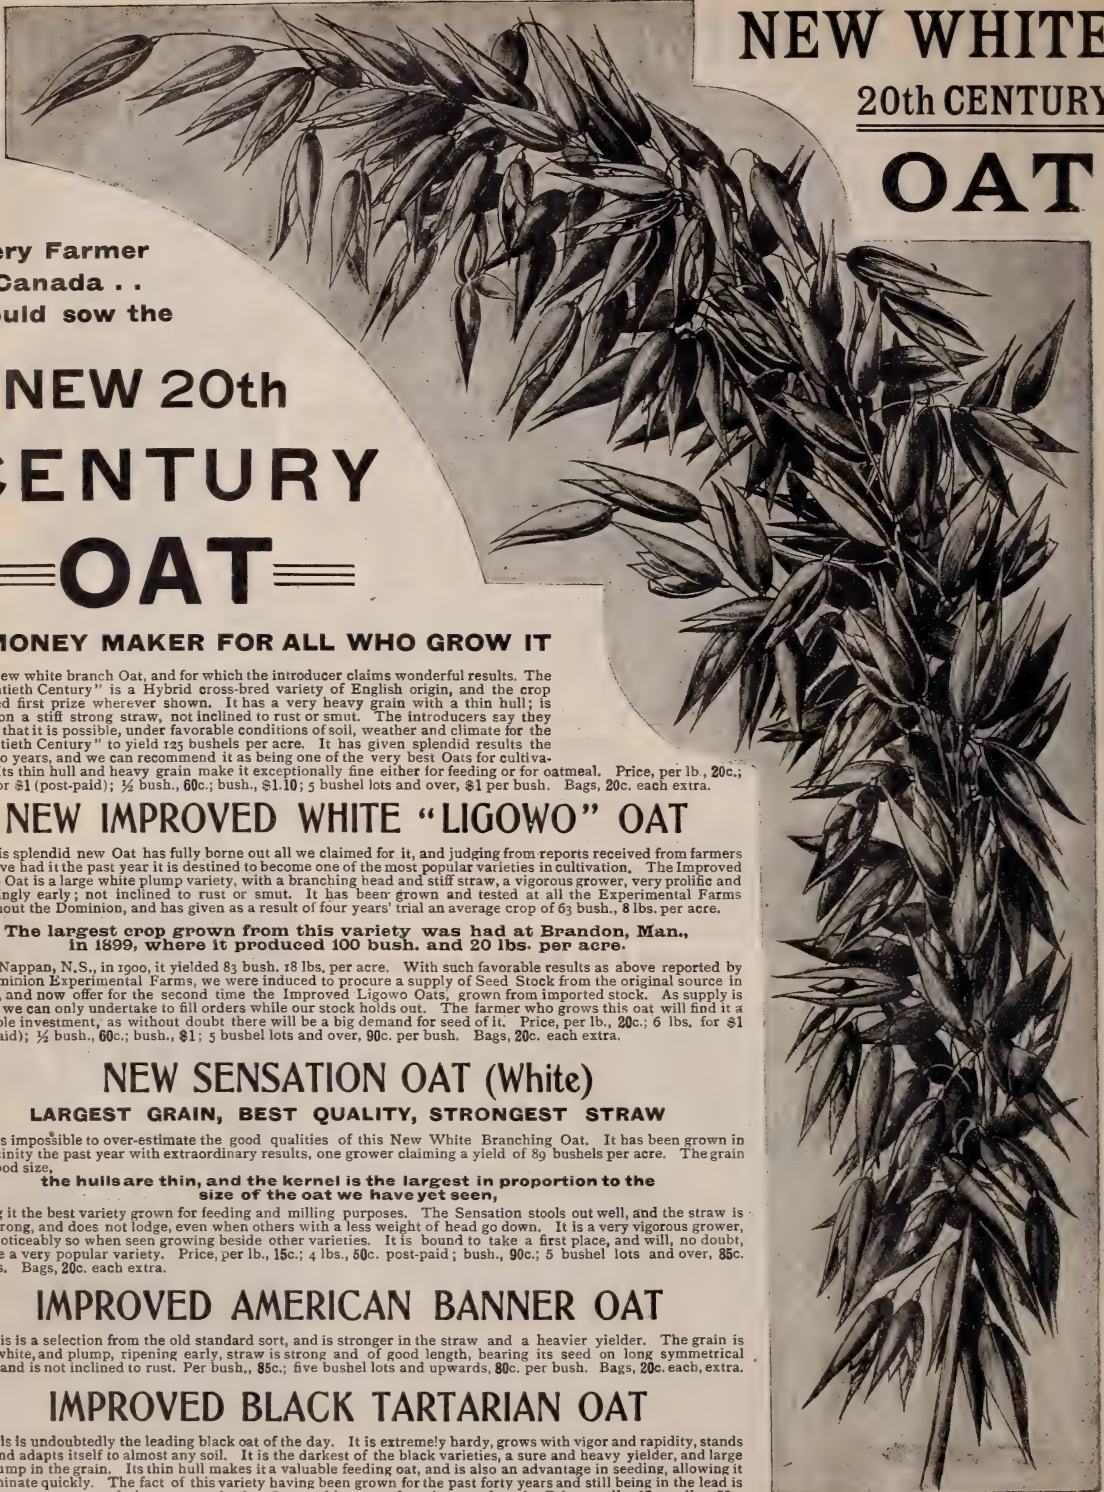 NEW WHITE
20th CENTURY
OAT
ery Farmer
Canada . .
uld sow the
NEW 20th
CENTURY
OAT
MONEY MAKER FOR ALL WHO GROW IT
ew white branch Oat, and for which the introducer claims wonderful results. The
tieth Century" is a Hybrid cross-bred variety of English origin, and the crop
d first prize wherever shown. It has a very heavy grain with a thin hull; is
on a stiff strong straw, not inclined to rust or smut. The introducers say they
that it is possible, under favorable conditions of soil, weather and climate for the
tieth Century" to yield 125 bushels per acre. It has given splendid results the
o years, and we can recommend it as being one of the very best Oats for cultiva-
ts thin hull and heavy grain make it exceptionally fine either for feeding or for oatmeal. Price, per lb., 20c.;
or $1 (post-paid); ½ bush., 60c.; bush., $1.10; 5 bushel lots and over, $1 per bush. Bags, 20c. each extra.
NEW IMPROVED WHITE "LIGOWO" OAT
is splendid new Oat has fully borne out all we claimed for it, and judging from reports received from farmers
ve had it the past year it is destined to become one of the most popular varieties in cultivation. The Improved
Oat is a large white plump variety, with a branching head and stiff straw, a vigorous grower, very prolific and
ingly early; not inclined to rust or smut. It has been grown and tested at all the Experimental Farms
hout the Dominion, and has given as a result of four years' trial an average crop of 63 bush., 8 lbs. per acre.
The largest crop grown from this variety was had at Brandon, Man.,
in 1899, where it produced 100 bush. and 20 lbs. per acre.
Nappan, N.S., in 1900, it yielded 83 bush. 18 lbs. per acre. With such favorable results as above reported by
minion Experimental Farms, we were induced to procure a supply of Seed Stock from the original source in
, and now offer for the second time the Improved Ligowo Oats, grown from imported stock. As supply is
we can only undertake to fill orders while our stock holds out. The farmer who grows this oat will find it a
ble investment, as without doubt there will be a big demand for seed of it. Price, per lb., 20c.; 6 lbs. for $1
aid); ½ bush., 60c.; bush., $1; 5 bushel lots and over, 90c. per bush. Bags, 20c. each extra.
NEW SENSATION OAT (White)
LARGEST GRAIN, BEST QUALITY, STRONGEST STRAW
s impossible to over-estimate the good qualities of this New White Branching Oat. It has been grown in
cinity the past year with extraordinary results, one grower claiming a yield of 89 bushels per acre. The grain
ood size,
the hulls are thin, and the kernel is the largest in proportion to the
size of the oat we have yet seen,
g it the best variety grown for feeding and milling purposes. The Sensation stools out well, and the straw is
rong, and does not lodge, even when others with a less weight of head go down. It is a very vigorous grower,
oticeably so when seen growing beside other varieties. It is bound to take a first place, and will, no doubt,
e a very popular variety. Price, per lb., 15c.; 4 lbs., 50c. post-paid; bush., 90c.; 5 bushel lots and over, 85c.
s. Bags, 20c. each extra.
IMPROVED AMERICAN BANNER OAT
is is a selection from the old standard sort, and is stronger in the straw and a heavier yielder. The grain is
white, and plump, ripening early, straw is strong and of good length, bearing its seed on long symmetrical
and is not inclined to rust. Per bush., 85c.; five bushel lots and upwards, 80c. per bush. Bags, 20c. each, extra.
IMPROVED BLACK TARTARIAN OAT
is is undoubtedly the leading black oat of the day. It is extremely hardy, grows with vigor and rapidity, stands
nd adapts itself to almost any soil. It is the darkest of the black varieties, a sure and heavy yielder, and large
ump in the grain. Its thin hull makes it a valuable feeding oat, and is also an advantage in seeding, allowing it
minate quickly. The fact of this variety having been grown for the past forty years and still being in the lead is